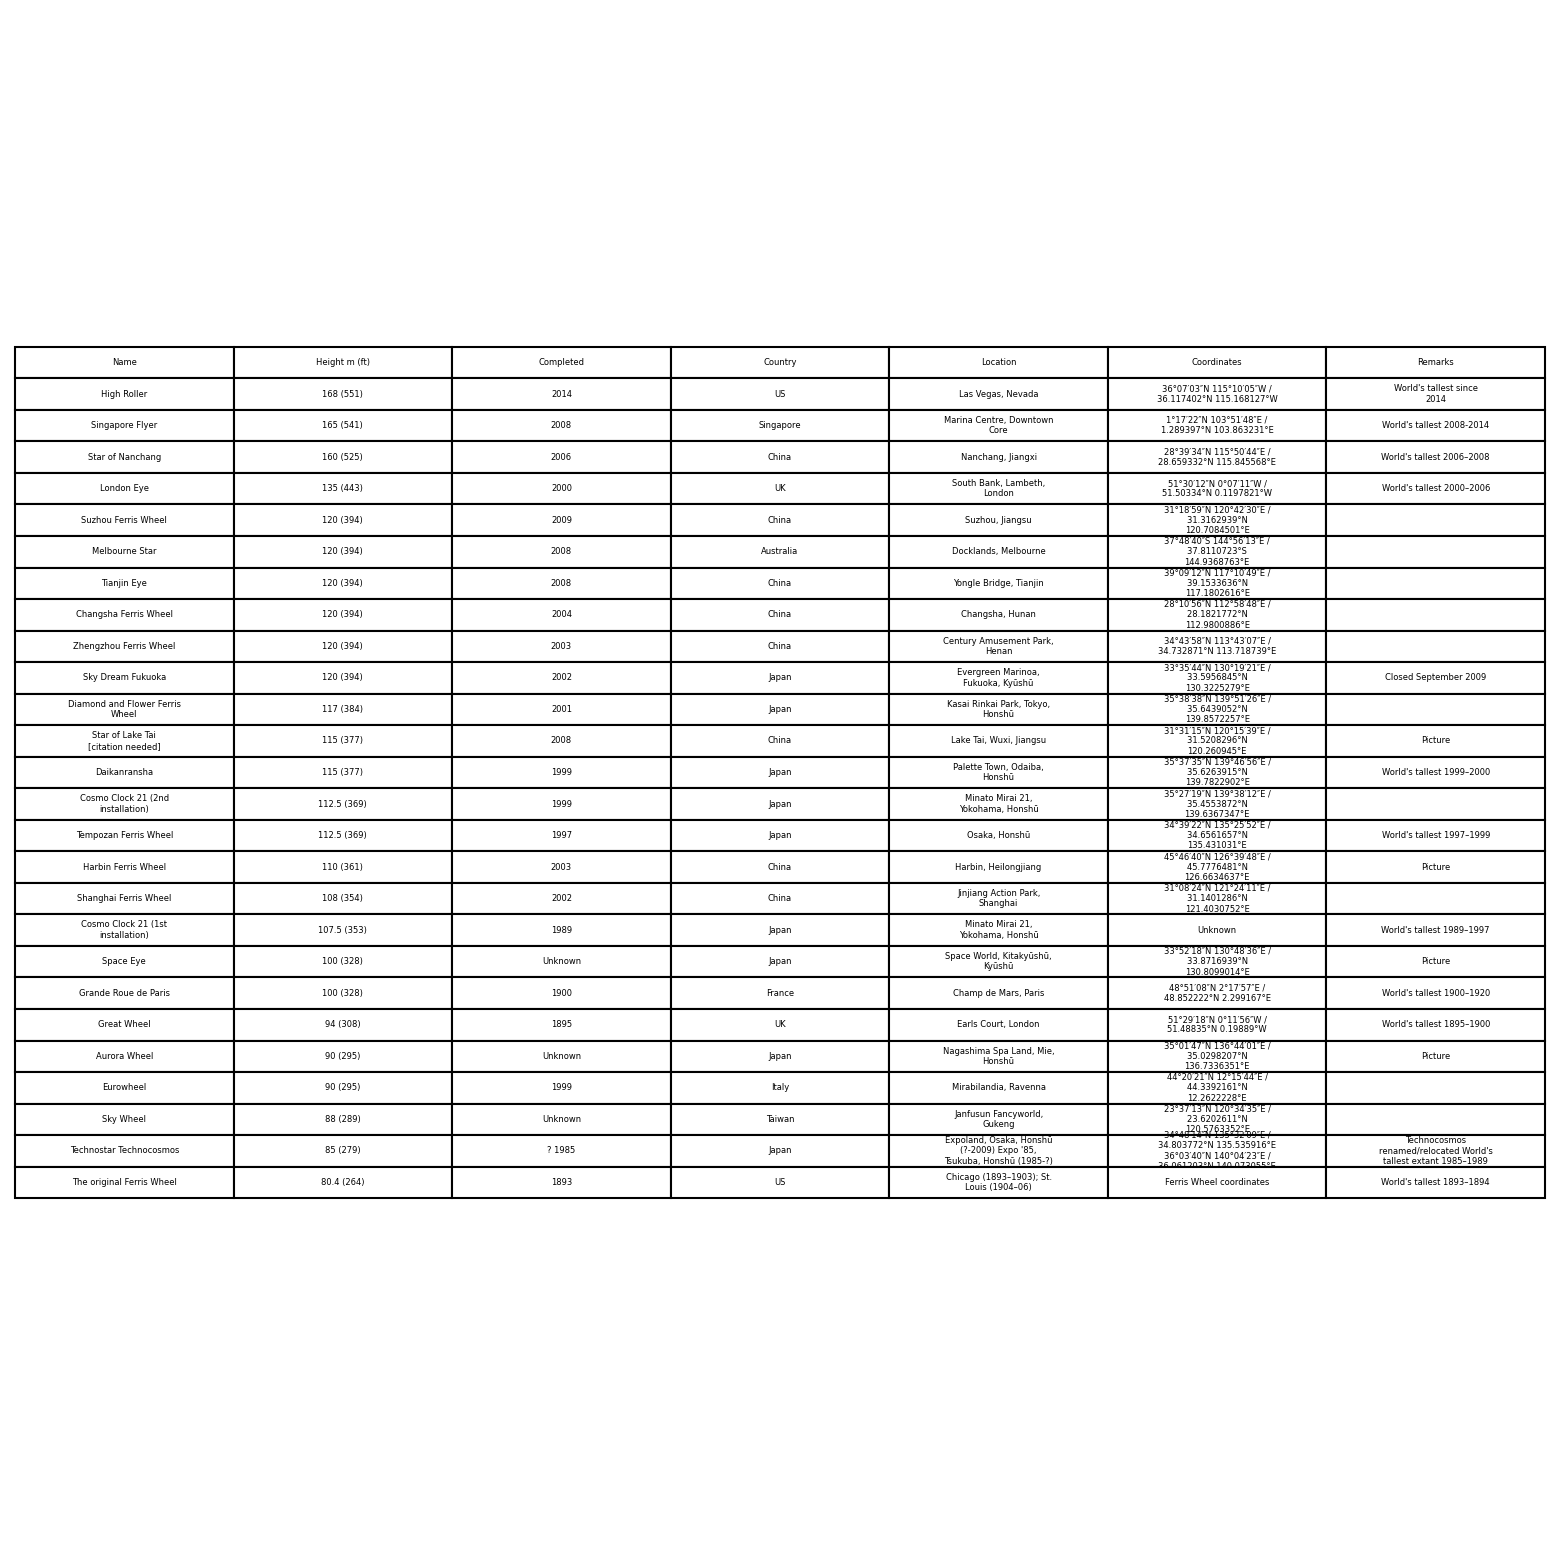 Name
Height m (ft)
Completed
Country
Location
Coordinates
Remarks
High Roller
168 (551)
2014
US
Las Vegas, Nevada
36°07′03″N 115°10′05″W /
36.117402°N 115.168127°W
World's tallest since
2014
Singapore Flyer
165 (541)
2008
Singapore
Marina Centre, Downtown
Core
1°17′22″N 103°51′48″E /
1.289397°N 103.863231°E
World's tallest 2008-2014
Star of Nanchang
160 (525)
2006
China
Nanchang, Jiangxi
28°39′34″N 115°50′44″E /
28.659332°N 115.845568°E
World's tallest 2006–2008
London Eye
135 (443)
2000
UK
South Bank, Lambeth,
London
51°30′12″N 0°07′11″W /
51.50334°N 0.1197821°W
World's tallest 2000–2006
Suzhou Ferris Wheel
120 (394)
2009
China
Suzhou, Jiangsu
31°18′59″N 120°42′30″E /
31.3162939°N
120.7084501°E
Melbourne Star
120 (394)
2008
Australia
Docklands, Melbourne
37°48′40″S 144°56′13″E /
37.8110723°S
144.9368763°E
Tianjin Eye
120 (394)
2008
China
Yongle Bridge, Tianjin
39°09′12″N 117°10′49″E /
39.1533636°N
117.1802616°E
Changsha Ferris Wheel
120 (394)
2004
China
Changsha, Hunan
28°10′56″N 112°58′48″E /
28.1821772°N
112.9800886°E
Zhengzhou Ferris Wheel
120 (394)
2003
China
Century Amusement Park,
Henan
34°43′58″N 113°43′07″E /
34.732871°N 113.718739°E
Sky Dream Fukuoka
120 (394)
2002
Japan
Evergreen Marinoa,
Fukuoka, Kyūshū
33°35′44″N 130°19′21″E /
33.5956845°N
130.3225279°E
Closed September 2009
Diamond and Flower Ferris
Wheel
117 (384)
2001
Japan
Kasai Rinkai Park, Tokyo,
Honshū
35°38′38″N 139°51′26″E /
35.6439052°N
139.8572257°E
Star of Lake Tai
[citation needed]
115 (377)
2008
China
Lake Tai, Wuxi, Jiangsu
31°31′15″N 120°15′39″E /
31.5208296°N
120.260945°E
Picture
Daikanransha
115 (377)
1999
Japan
Palette Town, Odaiba,
Honshū
35°37′35″N 139°46′56″E /
35.6263915°N
139.7822902°E
World's tallest 1999–2000
Cosmo Clock 21 (2nd
installation)
112.5 (369)
1999
Japan
Minato Mirai 21,
Yokohama, Honshū
35°27′19″N 139°38′12″E /
35.4553872°N
139.6367347°E
Tempozan Ferris Wheel
112.5 (369)
1997
Japan
Osaka, Honshū
34°39′22″N 135°25′52″E /
34.6561657°N
135.431031°E
World's tallest 1997–1999
Harbin Ferris Wheel
110 (361)
2003
China
Harbin, Heilongjiang
45°46′40″N 126°39′48″E /
45.7776481°N
126.6634637°E
Picture
Shanghai Ferris Wheel
108 (354)
2002
China
Jinjiang Action Park,
Shanghai
31°08′24″N 121°24′11″E /
31.1401286°N
121.4030752°E
Cosmo Clock 21 (1st
installation)
107.5 (353)
1989
Japan
Minato Mirai 21,
Yokohama, Honshū
Unknown
World's tallest 1989–1997
Space Eye
100 (328)
Unknown
Japan
Space World, Kitakyūshū,
Kyūshū
33°52′18″N 130°48′36″E /
33.8716939°N
130.8099014°E
Picture
Grande Roue de Paris
100 (328)
1900
France
Champ de Mars, Paris
48°51′08″N 2°17′57″E /
48.852222°N 2.299167°E
World's tallest 1900–1920
Great Wheel
94 (308)
1895
UK
Earls Court, London
51°29′18″N 0°11′56″W /
51.48835°N 0.19889°W
World's tallest 1895–1900
Aurora Wheel
90 (295)
Unknown
Japan
Nagashima Spa Land, Mie,
Honshū
35°01′47″N 136°44′01″E /
35.0298207°N
136.7336351°E
Picture
Eurowheel
90 (295)
1999
Italy
Mirabilandia, Ravenna
44°20′21″N 12°15′44″E /
44.3392161°N
12.2622228°E
Sky Wheel
88 (289)
Unknown
Taiwan
Janfusun Fancyworld,
Gukeng
23°37′13″N 120°34′35″E /
23.6202611°N
120.5763352°E
Technostar Technocosmos
85 (279)
? 1985
Japan
Expoland, Osaka, Honshū
(?-2009) Expo '85,
Tsukuba, Honshū (1985-?)
34°48′14″N 135°32′09″E /
34.803772°N 135.535916°E
36°03′40″N 140°04′23″E /
36.061203°N 140.073055°E
Technocosmos
renamed/relocated World's
tallest extant 1985–1989
The original Ferris Wheel
80.4 (264)
1893
US
Chicago (1893–1903); St.
Louis (1904–06)
Ferris Wheel coordinates
World's tallest 1893–1894